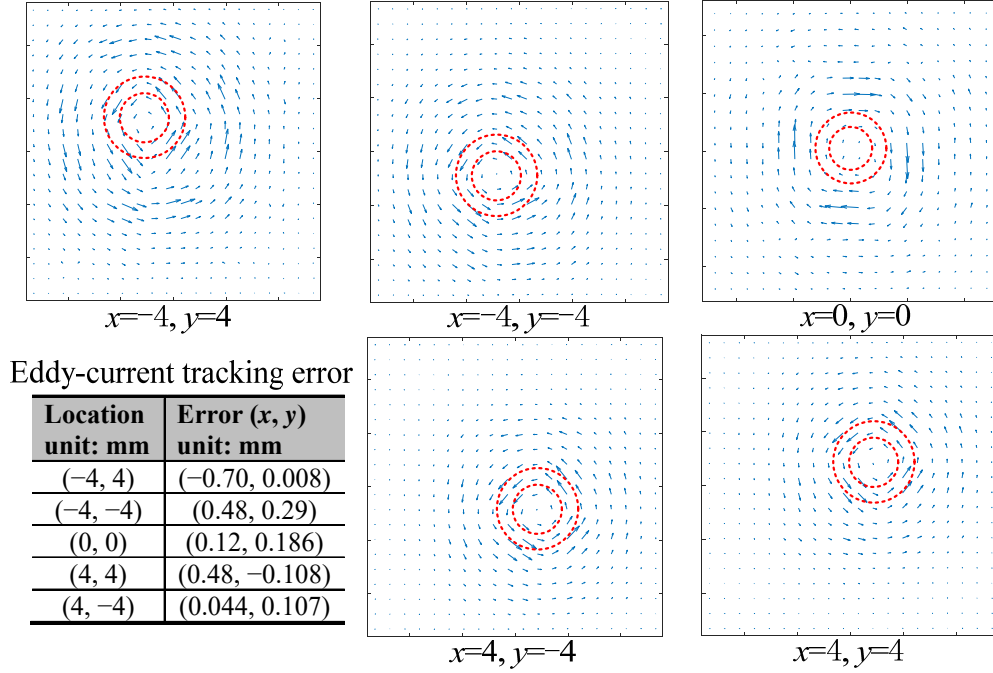 x=−4, y=4
x=−4, y=−4
x=0, y=0
Eddy-current tracking error
Location unit: mm | Error (x, y) unit: mm
(−4, 4) | (−0.70, 0.008)
(−4, −4) | (0.48, 0.29)
(0, 0) | (0.12, 0.186)
(4, 4) | (0.48, −0.108)
(4, −4) | (0.044, 0.107)
x=4, y=−4
x=4, y=4